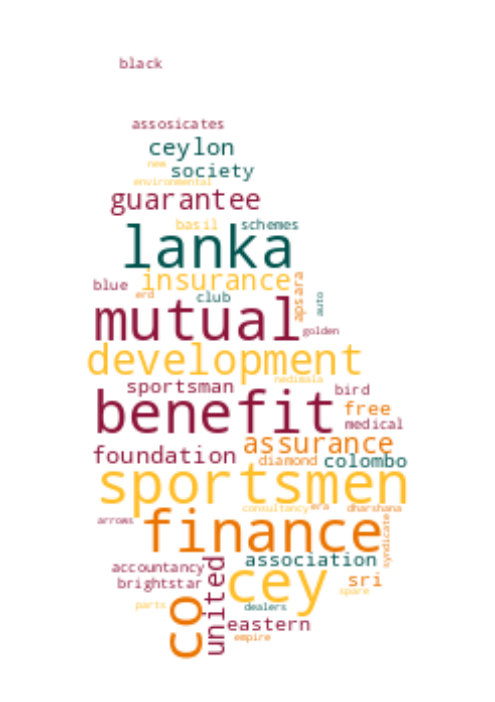 black
assosicates
ceylon
new
society
environmental
guarantee
basil schemes
lanka
insurance
apsara
blue
erd
club
auto
mutual
golden
development
nedimala
sportsman
bird
benefit
free
medical
assurance
foundation
diamond colombo
sportsmen
consultancy era dharshana
arrows
finance
syndicate
association
accountancy
cey
sri
brightstar
spare
united
co
parts
dealers
eastern
empire